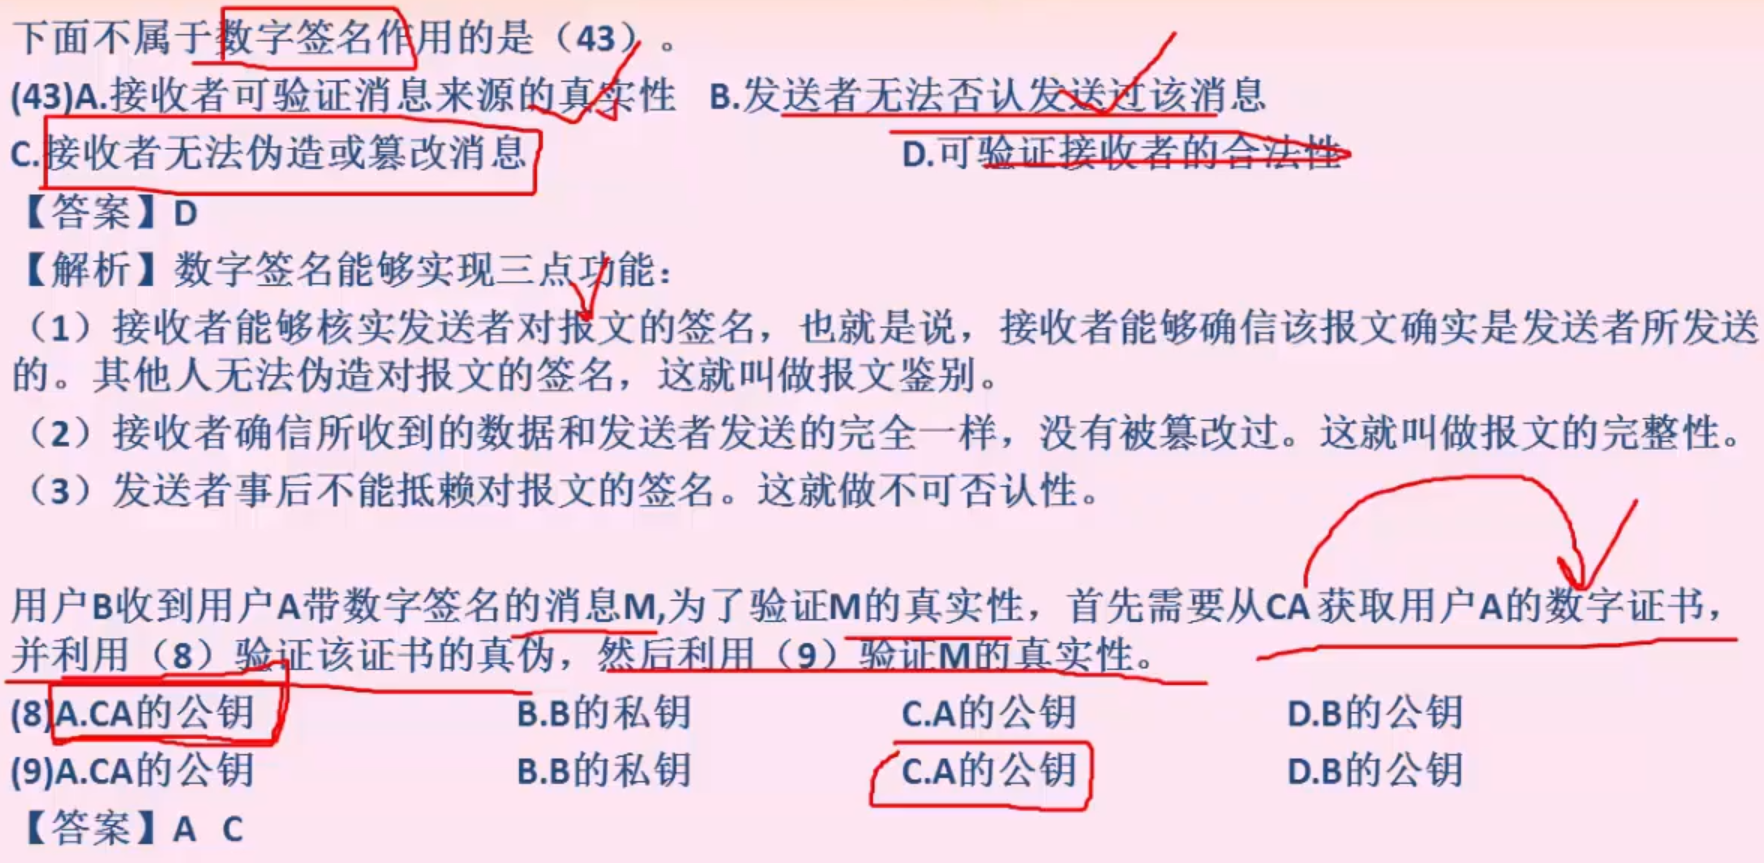 下面不属于数字签名作用的是（43）。
(43)A.接收者可验证消息来源的真实性 B.发送者无法否认发送过该消息
C.接收者无法伪造或篡改消息 D.可验证接收者的合法性
【答案】D
【解析】数字签名能够实现三点功能：
（1）接收者能够核实发送者对报文的签名，也就是说，接收者能够确信该报文确实是发送者所发送
的。其他人无法伪造对报文的签名，这就叫做报文鉴别。
（2）接收者确信所收到的数据和发送者发送的完全一样，没有被篡改过。这就叫做报文的完整性。
（3）发送者事后不能抵赖对报文的签名。这就做不可否认性。
用户B收到用户A带数字签名的消息M,为了验证M的真实性，首先需要从CA获取用户A的数字证书，
并利用（8）验证该证书的真伪，然后利用（9）验证M的真实性。
(8)A.CA的公钥 B.B的私钥 C.A的公钥 D.B的公钥
(9)A.CA的公钥 B.B的私钥 C.A的公钥 D.B的公钥
【答案】A C